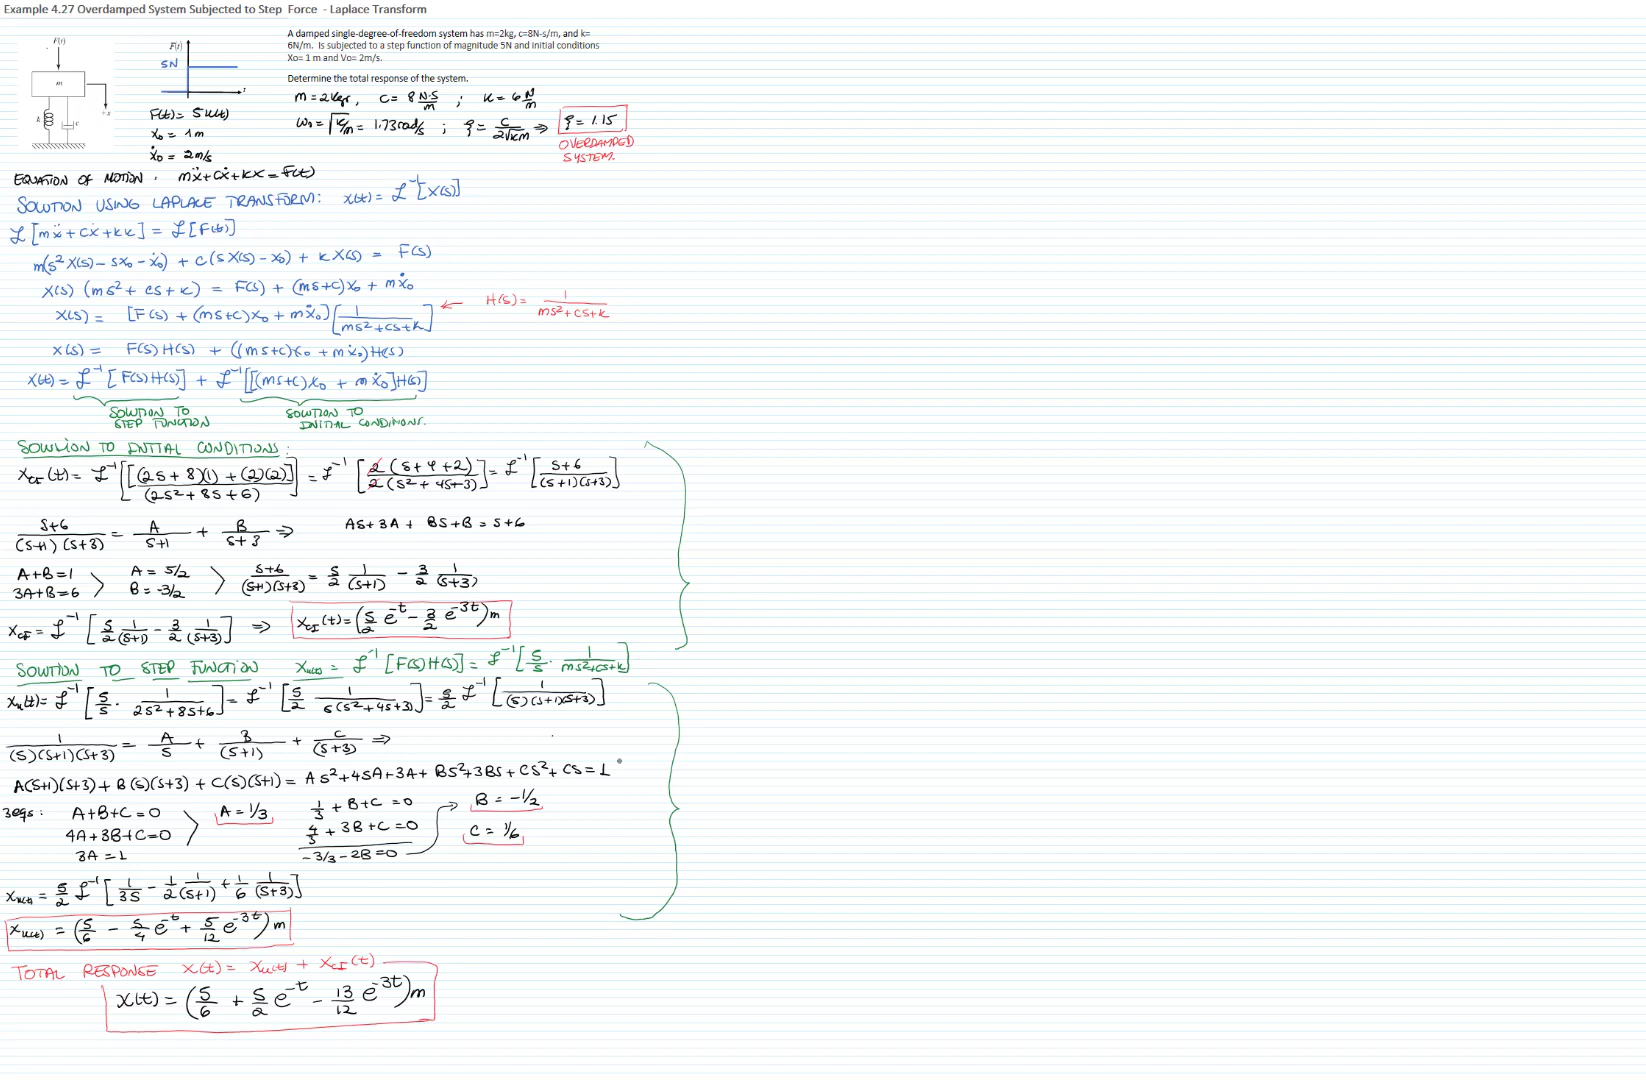 Example 4.27 Overdamped System Subjected to Step Force - Laplace Transform
A damped single-degree-of-freedom system has m=2kg, c=8N-s/m, and k=
6N/m. Is subjected to a step function of magnitude 5N and initial conditions
Xo= 1 m and Vo= 2m/s.
Determine the total response of the system.
F(t)
m
k
c
x
F(t)
5N
t
F(t) = 5u(t)
x₀ = 1m
ẋ₀ = 2m/s
m = 2kgr, c = 8 N·S/m ; k = 6 N/m
ω₀ = √(k/m) = 1.73 rad/s ; ξ = c/(2√km) ⇒ ξ = 1.15
OVERDAMPED
SYSTEM.
EQUATION OF MOTION: mẍ + cẋ + kx = F(t)
SOLUTION USING LAPLACE TRANSFORM: x(t) = ℒ⁻¹[X(s)]
ℒ[mẍ + cẋ + kx] = ℒ[F(t)]
m(s²X(s) - sx₀ - ẋ₀) + c(sX(s) - x₀) + kX(s) = F(s)
X(s) (ms² + cs + k) = F(s) + (ms+c)x₀ + mẋ₀
X(s) = [F(s) + (ms+c)x₀ + mẋ₀][1/(ms²+cs+k)] ← H(s) = 1/(ms²+cs+k)
X(s) = F(s)H(s) + ((ms+c)x₀ + mẋ₀)H(s)
x(t) = ℒ⁻¹[F(s)H(s)] + ℒ⁻¹[[(ms+c)x₀ + mẋ₀]H(s)]
SOLUTION TO STEP FUNCTION
SOLUTION TO INITIAL CONDITIONS.
SOLUTION TO INITIAL CONDITIONS:
x_CI(t) = ℒ⁻¹[[(2s+8)(1) + (2)(2)]/(2s²+8s+6)] = ℒ⁻¹[2(s+4+2)/2(s²+4s+3)] = ℒ⁻¹[s+6/(s+1)(s+3)]
s+6/(s+1)(s+3) = A/s+1 + B/s+3 ⇒ As + 3A + Bs + B = s+6
A+B=1 A = 5/2 s+6/(s+1)(s+3) = 5/2 1/(s+1) - 3/2 1/(s+3)
3A+B=6 B = -3/2
x_CI = ℒ⁻¹[5/2 1/(s+1) - 3/2 1/(s+3)] ⇒ x_CI(t) = (5/2 e^-t - 3/2 e^-3t)m
SOLUTION TO STEP FUNCTION x_u(t) = ℒ⁻¹[F(s)H(s)] = ℒ⁻¹[5/s · 1/(ms²+cs+k)]
x_u(t) = ℒ⁻¹[5/s · 1/(2s²+8s+6)] = ℒ⁻¹[5/2 1/s(s²+4s+3)] = 5/2 ℒ⁻¹[1/(s)(s+1)(s+3)]
1/(s)(s+1)(s+3) = A/s + B/(s+1) + C/(s+3) ⇒
A(s+1)(s+3) + B(s)(s+3) + C(s)(s+1) = As²+4sA+3A+ Bs²+3Bs+Cs²+Cs=1
3eqs: A+B+C=0 A = 1/3 1/3 + B+C = 0 B = -1/2
4A+3B+C=0 4/3 + 3B+C=0 C = 1/6
3A = 1 -3/3 - 2B = 0
x_u(t) = 5/2 ℒ⁻¹[1/3s - 1/2 1/(s+1) + 1/6 1/(s+3)]
x_u(t) = (5/6 - 5/4 e^-t + 5/12 e^-3t)m
TOTAL RESPONSE x(t) = x_u(t) + x_CI(t)
x(t) = (5/6 + 5/2 e^-t - 13/12 e^-3t)m